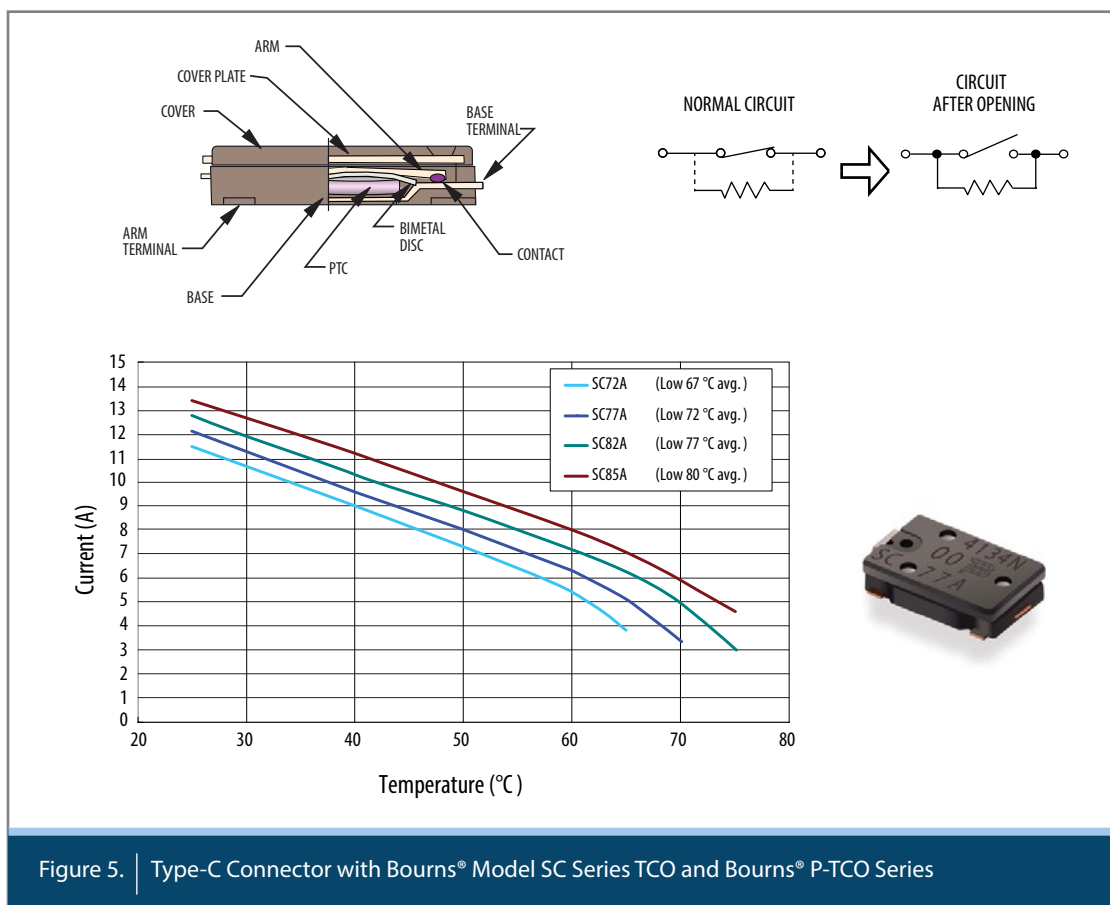 ARM
COVER PLATE
COVER
BASE
TERMINAL
ARM
TERMINAL
BIMETAL
DISC
CONTACT
PTC
BASE
NORMAL CIRCUIT
CIRCUIT
AFTER OPENING
15
14
13
12
11
10
9
8
7
6
5
4
3
2
1
0
Current (A)
20
30
40
50
60
70
80
Temperature (°C )
SC72A (Low 67 °C avg. )
SC77A (Low 72 °C avg. )
SC82A (Low 77 °C avg. )
SC85A (Low 80 °C avg. )
4134N
00
SC 77A
Figure 5. | Type-C Connector with Bourns® Model SC Series TCO and Bourns® P-TCO Series